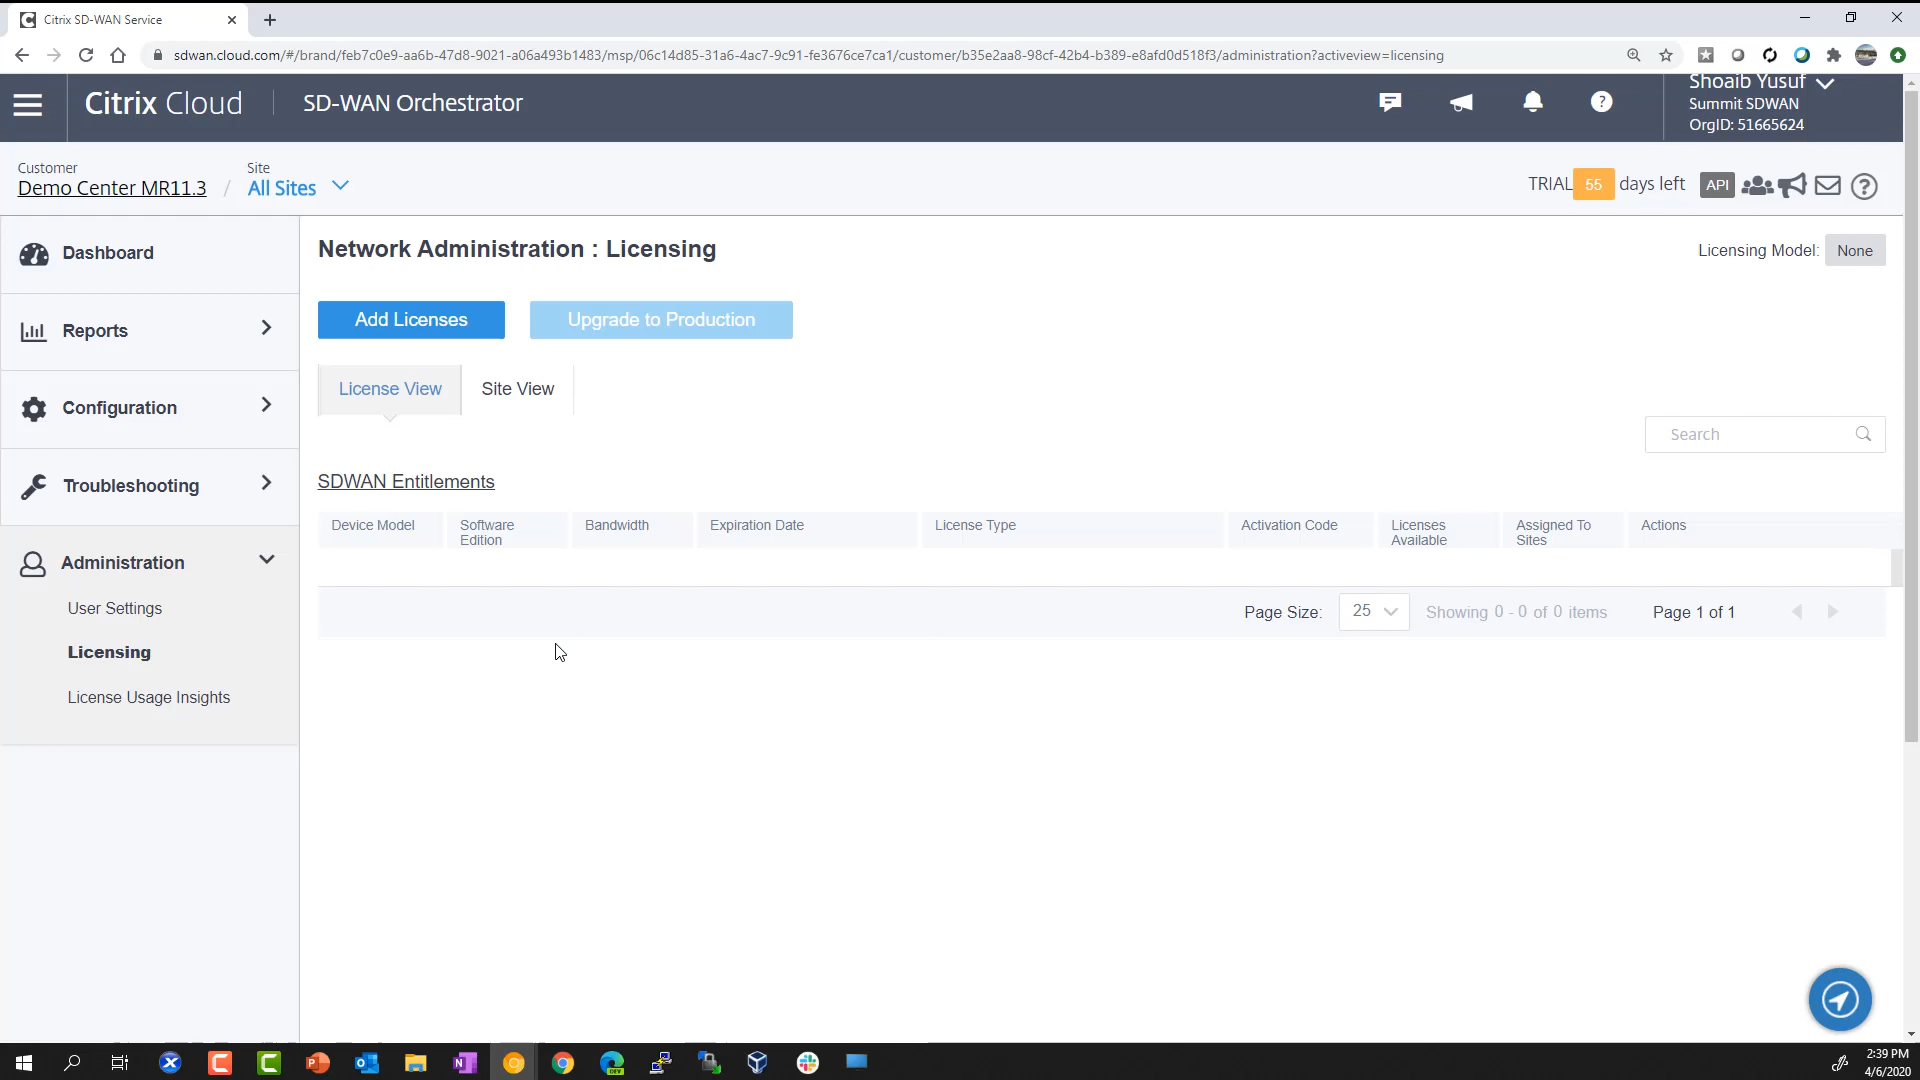 Citrix SD-WAN Service
sdwan.cloud.com/#/brand/feb7c0e9-aa6b-47d8-9021-a06a493b1483/msp/06c14d85-31a6-4ac7-9c91-fe3676ce7ca1/customer/b35e2aa8-98cf-42b4-b389-e8afd0d518f3/administration?activeview=licensing
Citrix Cloud
SD-WAN Orchestrator
Shoaib Yusuf
Summit SDWAN
OrgID: 51665624
Customer
Demo Center MR11.3
/
Site
All Sites
TRIAL 55 days left
API
Dashboard
Reports
Configuration
Troubleshooting
Administration
User Settings
Licensing
License Usage Insights
Network Administration : Licensing
Licensing Model: None
Add Licenses
Upgrade to Production
License View
Site View
Search
SDWAN Entitlements
Device Model
Software
Edition
Bandwidth
Expiration Date
License Type
Activation Code
Licenses
Available
Assigned To
Sites
Actions
Page Size: 25
Showing 0 - 0 of 0 items
Page 1 of 1
2:39 PM
4/6/2020